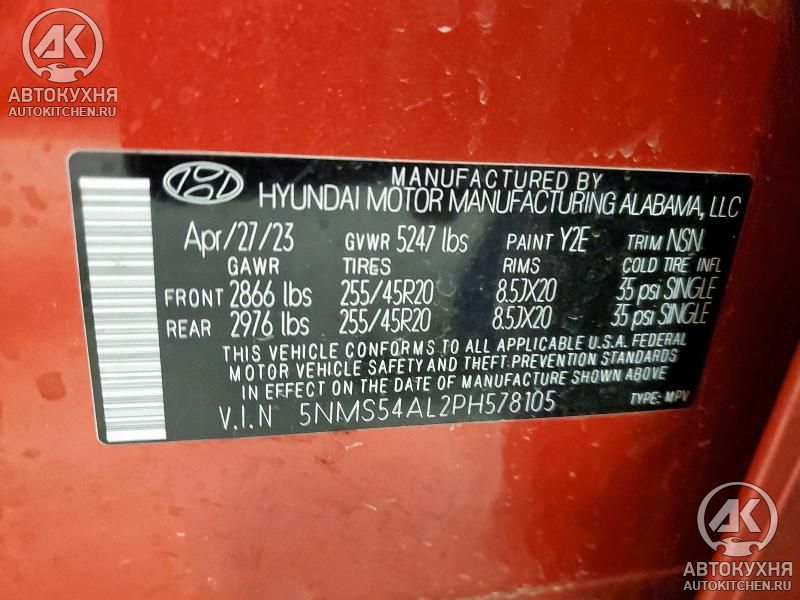 AK
АВТОКУХНЯ
AUTOKITCHEN.RU
MANUFACTURED BY
HYUNDAI MOTOR MANUFACTURING ALABAMA, LLC
Apr/27/23 GVWR 5247 lbs PAINT Y2E TRIM NSN
GAWR TIRES RIMS COLD TIRE INFL
FRONT 2866 lbs 255/45R20 8.5JX20 35 psi SINGLE
REAR 2976 lbs 255/45R20 8.5JX20 35 psi SINGLE
THIS VEHICLE CONFORMS TO ALL APPLICABLE U.S.A. FEDERAL
MOTOR VEHICLE SAFETY AND THEFT PREVENTION STANDARDS
IN EFFECT ON THE DATE OF MANUFACTURE SHOWN ABOVE.
V.I.N 5NMS54AL2PH578105 TYPE: MPV
AK
АВТОКУХНЯ
AUTOKITCHEN.RU